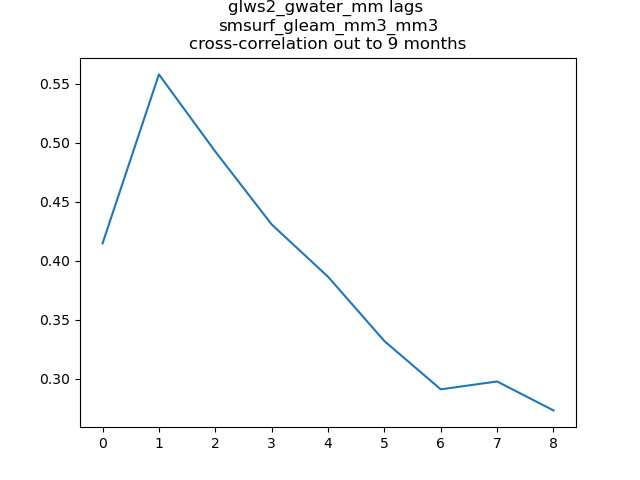 glws2_gwater_mm lags
smsurf_gleam_mm3_mm3
cross-correlation out to 9 months
0.55
0.50
0.45
0.40
0.35
0.30
0 1 2 3 4 5 6 7 8